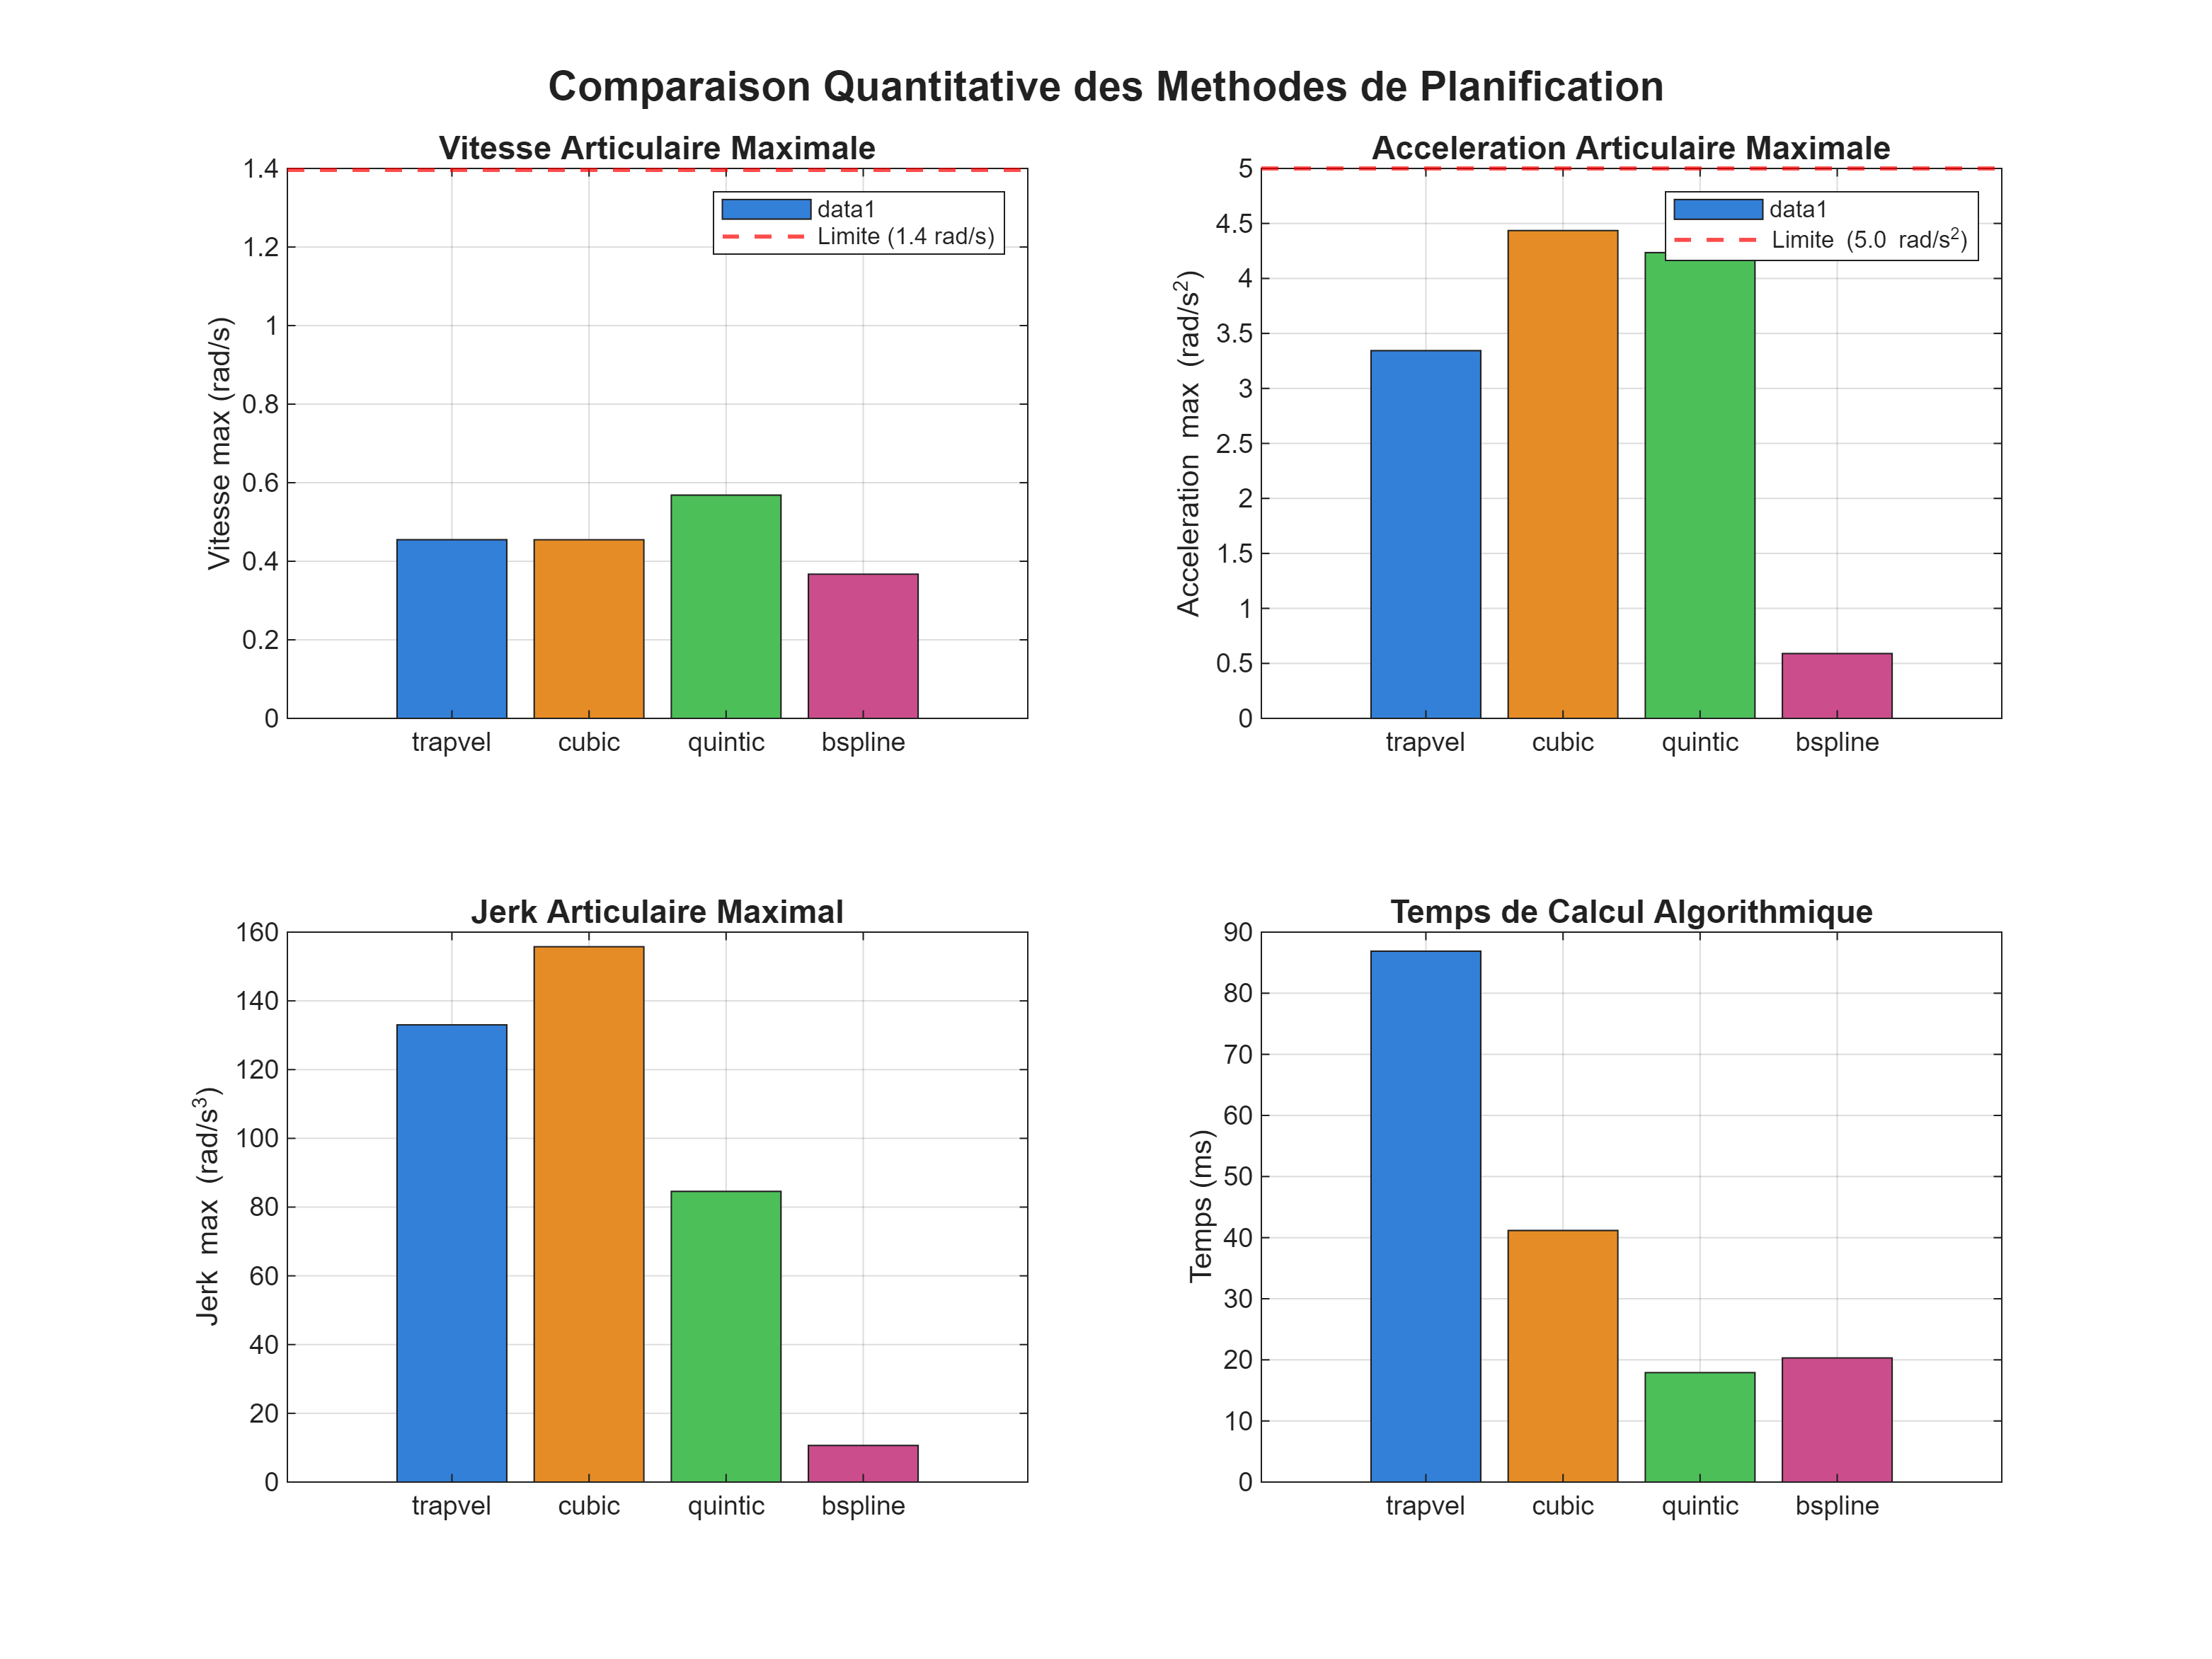 Comparaison Quantitative des Methodes de Planification
Vitesse Articulaire Maximale
1.4
1.2
1
0.8
0.6
0.4
0.2
0
Vitesse max (rad/s)
data1
Limite (1.4 rad/s)
trapvel cubic quintic bspline
Acceleration Articulaire Maximale
5
4.5
4
3.5
3
2.5
2
1.5
1
0.5
0
Acceleration max (rad/s²)
data1
Limite (5.0 rad/s²)
trapvel cubic quintic bspline
Jerk Articulaire Maximal
160
140
120
100
80
60
40
20
0
Jerk max (rad/s³)
trapvel cubic quintic bspline
Temps de Calcul Algorithmique
90
80
70
60
50
40
30
20
10
0
Temps (ms)
trapvel cubic quintic bspline